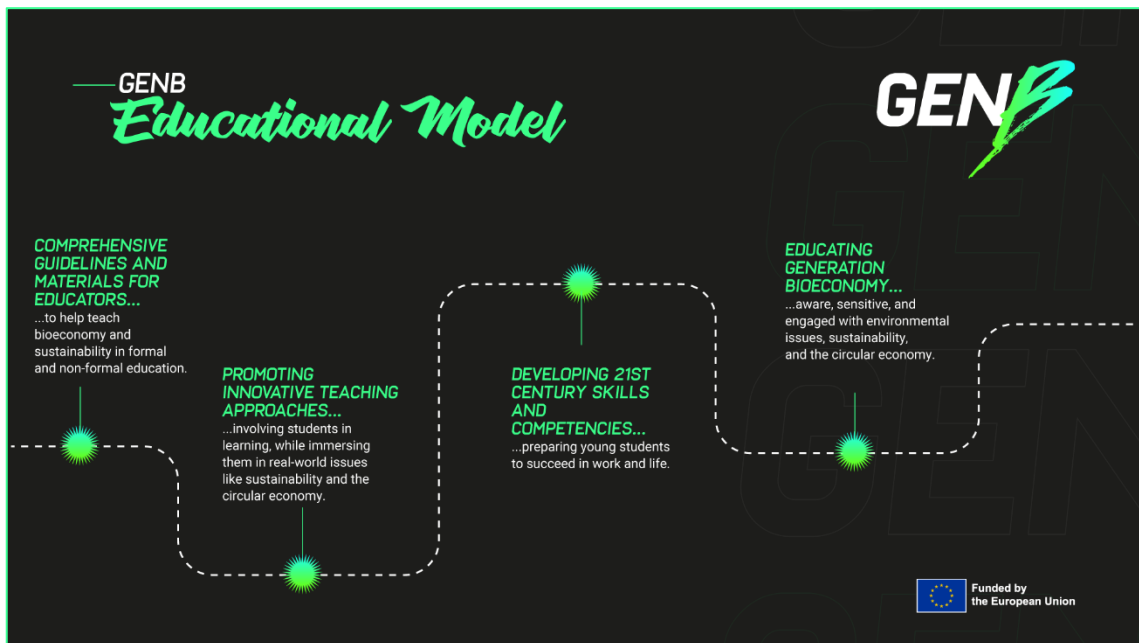 GENB
Educational Model
GENB
COMPREHENSIVE
GUIDELINES AND
MATERIALS FOR
EDUCATORS...
...to help teach
bioeconomy and
sustainability in formal
and non-formal education.
PROMOTING
INNOVATIVE TEACHING
APPROACHES...
...involving students in
learning, while immersing
them in real-world issues
like sustainability and the
circular economy.
DEVELOPING 21ST
CENTURY SKILLS
AND
COMPETENCIES...
...preparing young students
to succeed in work and life.
EDUCATING
GENERATION
BIOECONOMY...
...aware, sensitive, and
engaged with environmental
issues, sustainability,
and the circular economy.
GEN
GEN
GEN
Funded by
the European Union